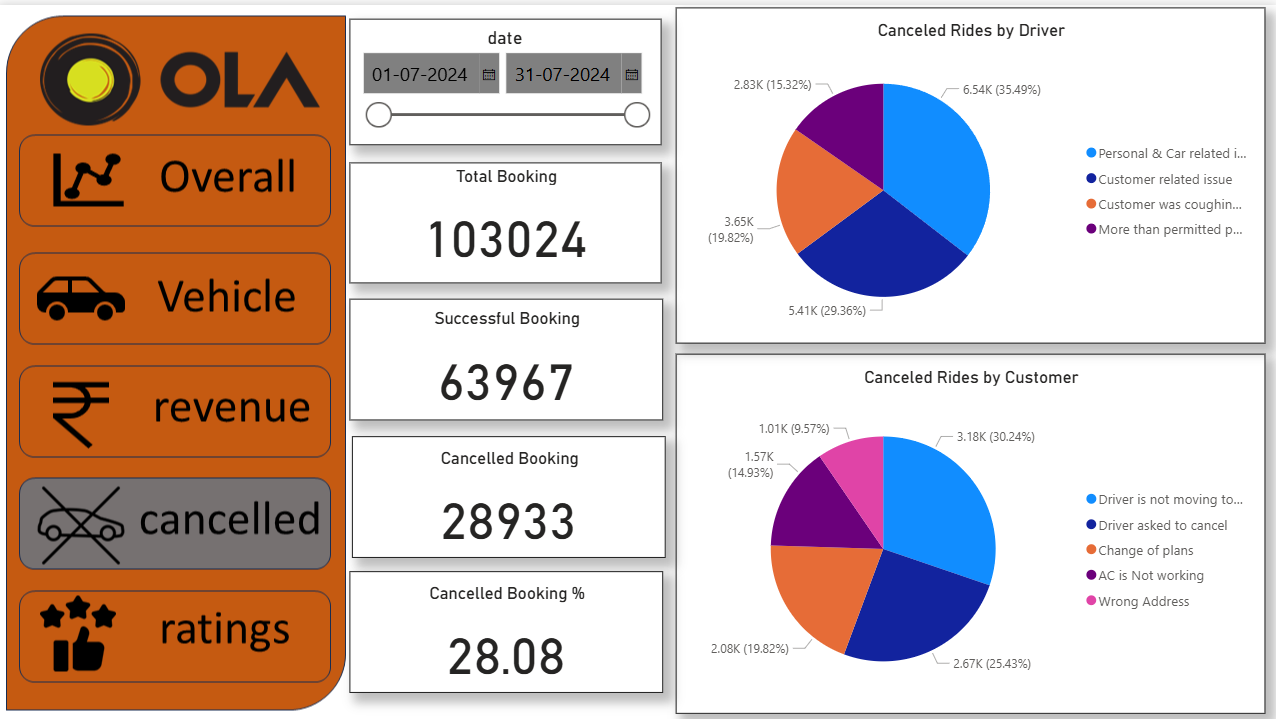 OLA
Overall
Vehicle
revenue
cancelled
ratings
date
01-07-2024 31-07-2024
Total Booking
103024
Successful Booking
63967
Cancelled Booking
28933
Cancelled Booking %
28.08
Canceled Rides by Driver
2.83K (15.32%)
6.54K (35.49%)
3.65K
(19.82%)
5.41K (29.36%)
Personal & Car related i...
Customer related issue
Customer was coughin...
More than permitted p...
Canceled Rides by Customer
1.01K (9.57%)
3.18K (30.24%)
1.57K
(14.93%)
2.08K (19.82%)
2.67K (25.43%)
Driver is not moving to...
Driver asked to cancel
Change of plans
AC is Not working
Wrong Address